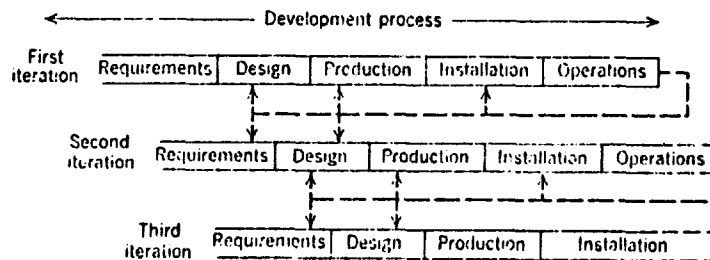 Development process
First
iteration
Requirements Design Production Installation Operations
Second
iteration
Requirements Design Production Installation Operations
Third
iteration
Requirements Design Production Installation